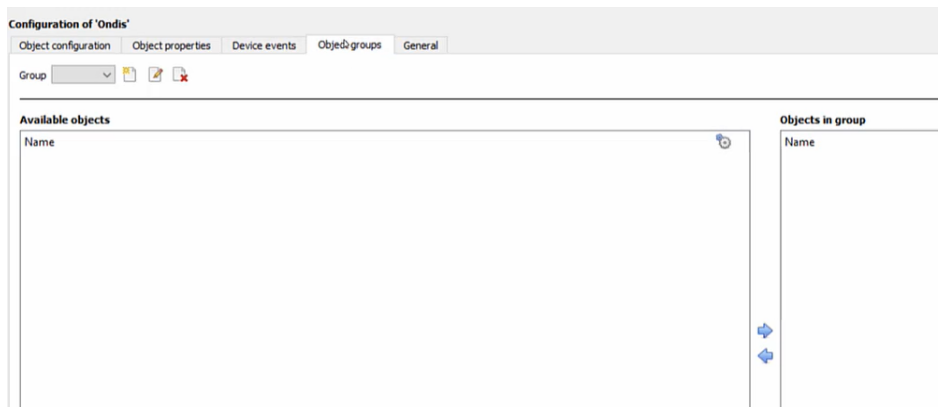 Configuration of 'Ondis'
Object configuration Object properties Device events Object groups General
Group
Available objects Objects in group
Name Name